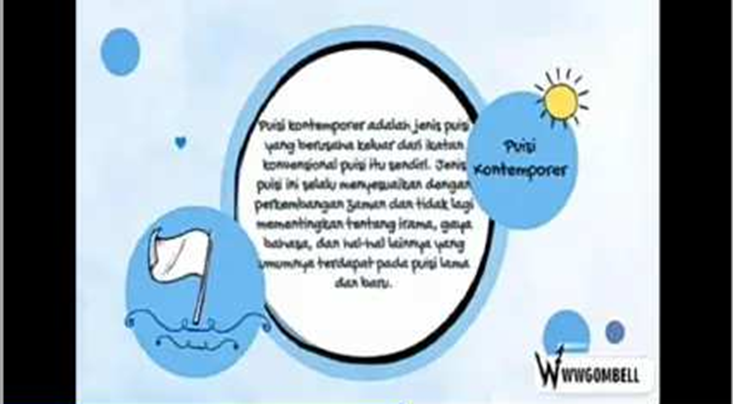 Puisi kontemporer adalah jenis puisi
yang berusaha keluar dari ikatan
konvensional puisi itu sendiri. Jenis
puisi ini selalu menyesuaikan dengan
perkembangan zaman dan tidak lagi
mementingkan tentang irama, gaya
bahasa, dan hal-hal lainnya yang
umumnya terdapat pada puisi lama
dan baru.
Puisi
Kontemporer
WWWGOMBELL